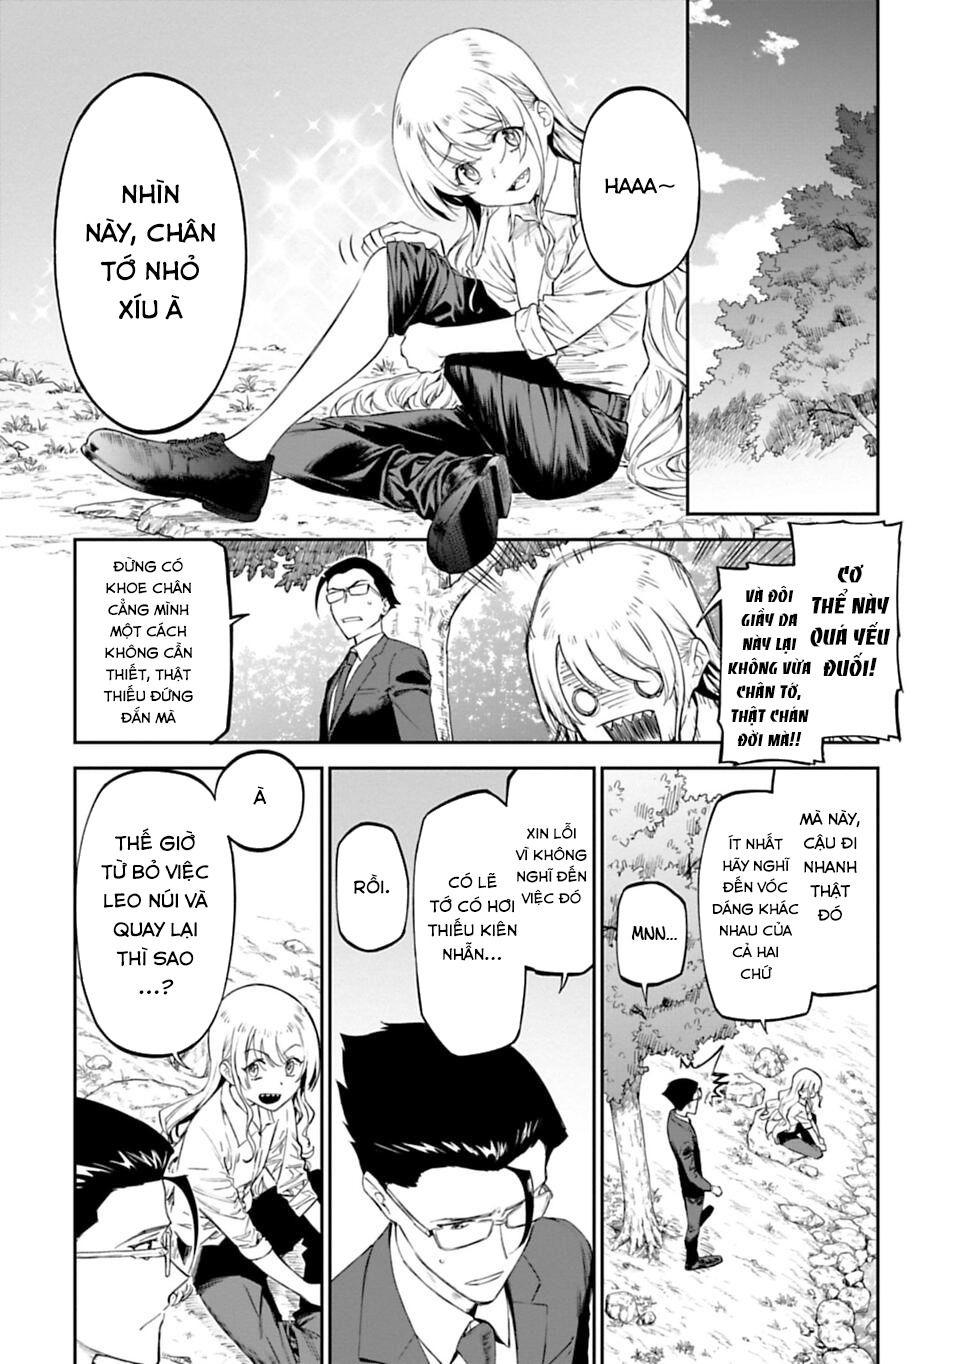 HAAA~
NHÌN
NÀY, CHÂN
TỚ NHỎ
XÍU À
CƠ
THỂ NÀY
QUÁ YẾU
ĐUỐI!
VÀ ĐÔI
GIẦY DA
NÀY LẠI
KHÔNG VỪA
CHÂN TỚ,
THẬT CHÁN
ĐỜI MÀ!!
ĐỪNG CÓ
KHOE CHÂN
CẲNG MÌNH
MỘT CÁCH
KHÔNG CẦN
THIẾT, THẬT
THIẾU ĐỨNG
ĐẮN MÀ
MÀ NÀY,
CẬU ĐI
NHANH
THẬT
ĐÓ
ÍT NHẤT
HÃY NGHĨ
ĐẾN VÓC
DÁNG KHÁC
NHAU CỦA
CẢ HAI
CHỨ
MNN...
XIN LỖI
VÌ KHÔNG
NGHĨ ĐẾN
VIỆC ĐÓ
CÓ LẼ
TỚ CÓ HƠI
THIẾU KIÊN
NHẪN...
RỒI.
À
THẾ GIỜ
TỪ BỎ VIỆC
LEO NÚI VÀ
QUAY LẠI
THÌ SAO
...?